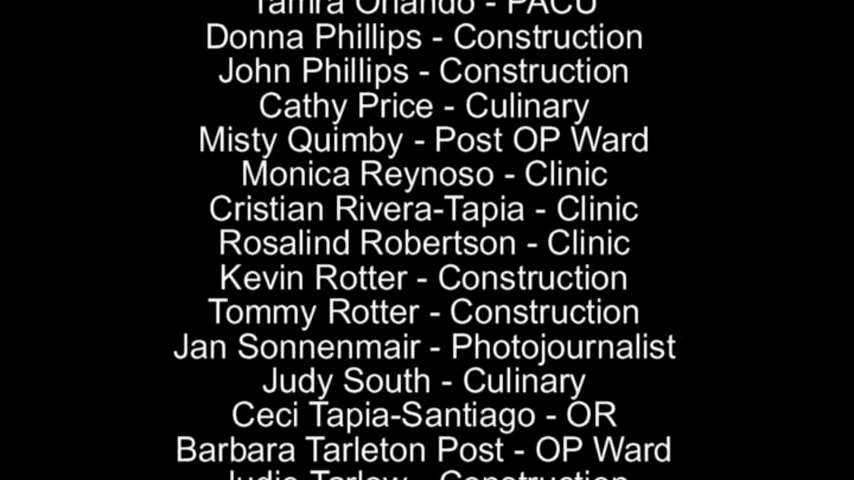 Tamra Orlando - PACU
Donna Phillips - Construction
John Phillips - Construction
Cathy Price - Culinary
Misty Quimby - Post OP Ward
Monica Reynoso - Clinic
Cristian Rivera-Tapia - Clinic
Rosalind Robertson - Clinic
Kevin Rotter - Construction
Tommy Rotter - Construction
Jan Sonnenmair - Photojournalist
Judy South - Culinary
Ceci Tapia-Santiago - OR
Barbara Tarleton Post - OP Ward
Judie Tarlow - Construction